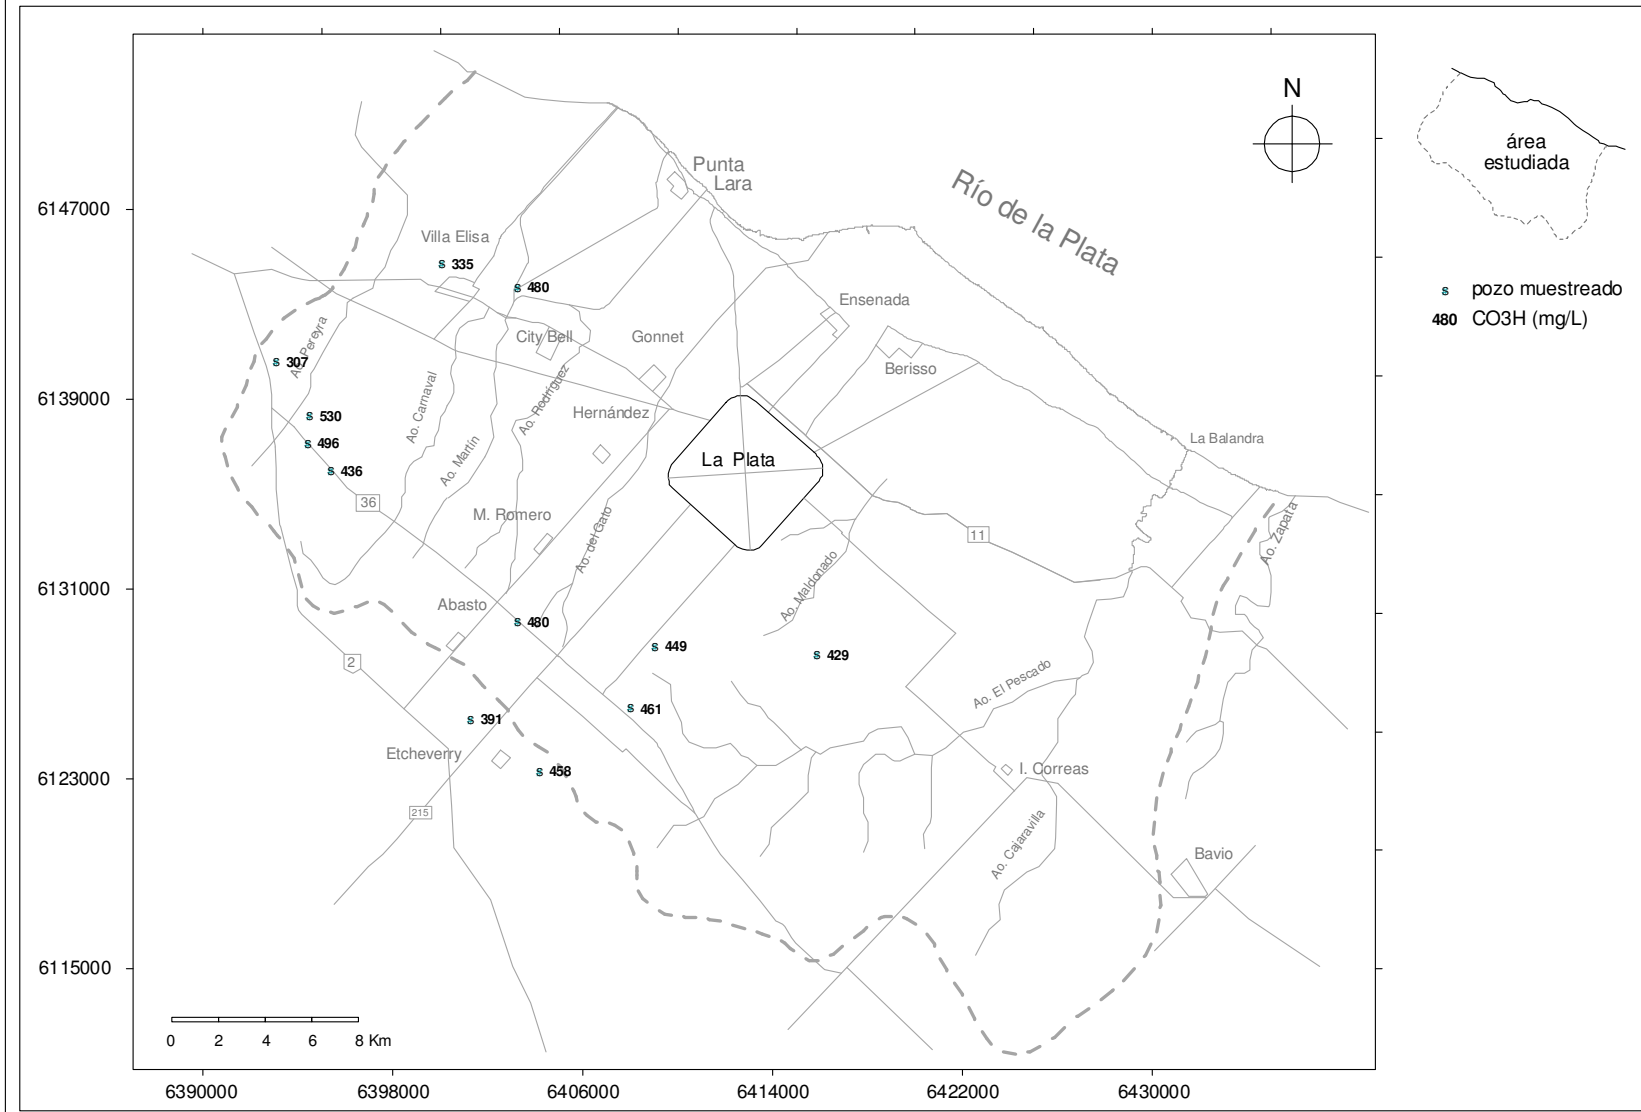 N
Punta
Lara
Río de la Plata
área
estudiada
6147000
Villa Elisa
s 335
s 480
s pozo muestreado
480 CO3H (mg/L)
Ensenada
City Bell
Gonnet
Berisso
Ao. Pereyra
s 307
6139000
Ao. Carnaval
Ao. Rodríguez
Hernández
s 530
s 496
s 436
Ao. Martín
La Plata
La Balandra
36
M. Romero
Ao. del Gato
11
Ao. Zapata
6131000
Abasto
Ao. Maldonado
s 480
s 449
s 429
2
Ao. El Pescado
s 461
s 391
Etcheverry
s 458
6123000
I. Correas
215
Ao. Cajaravilla
Bavio
6115000
0 2 4 6 8 Km
6390000 6398000 6406000 6414000 6422000 6430000